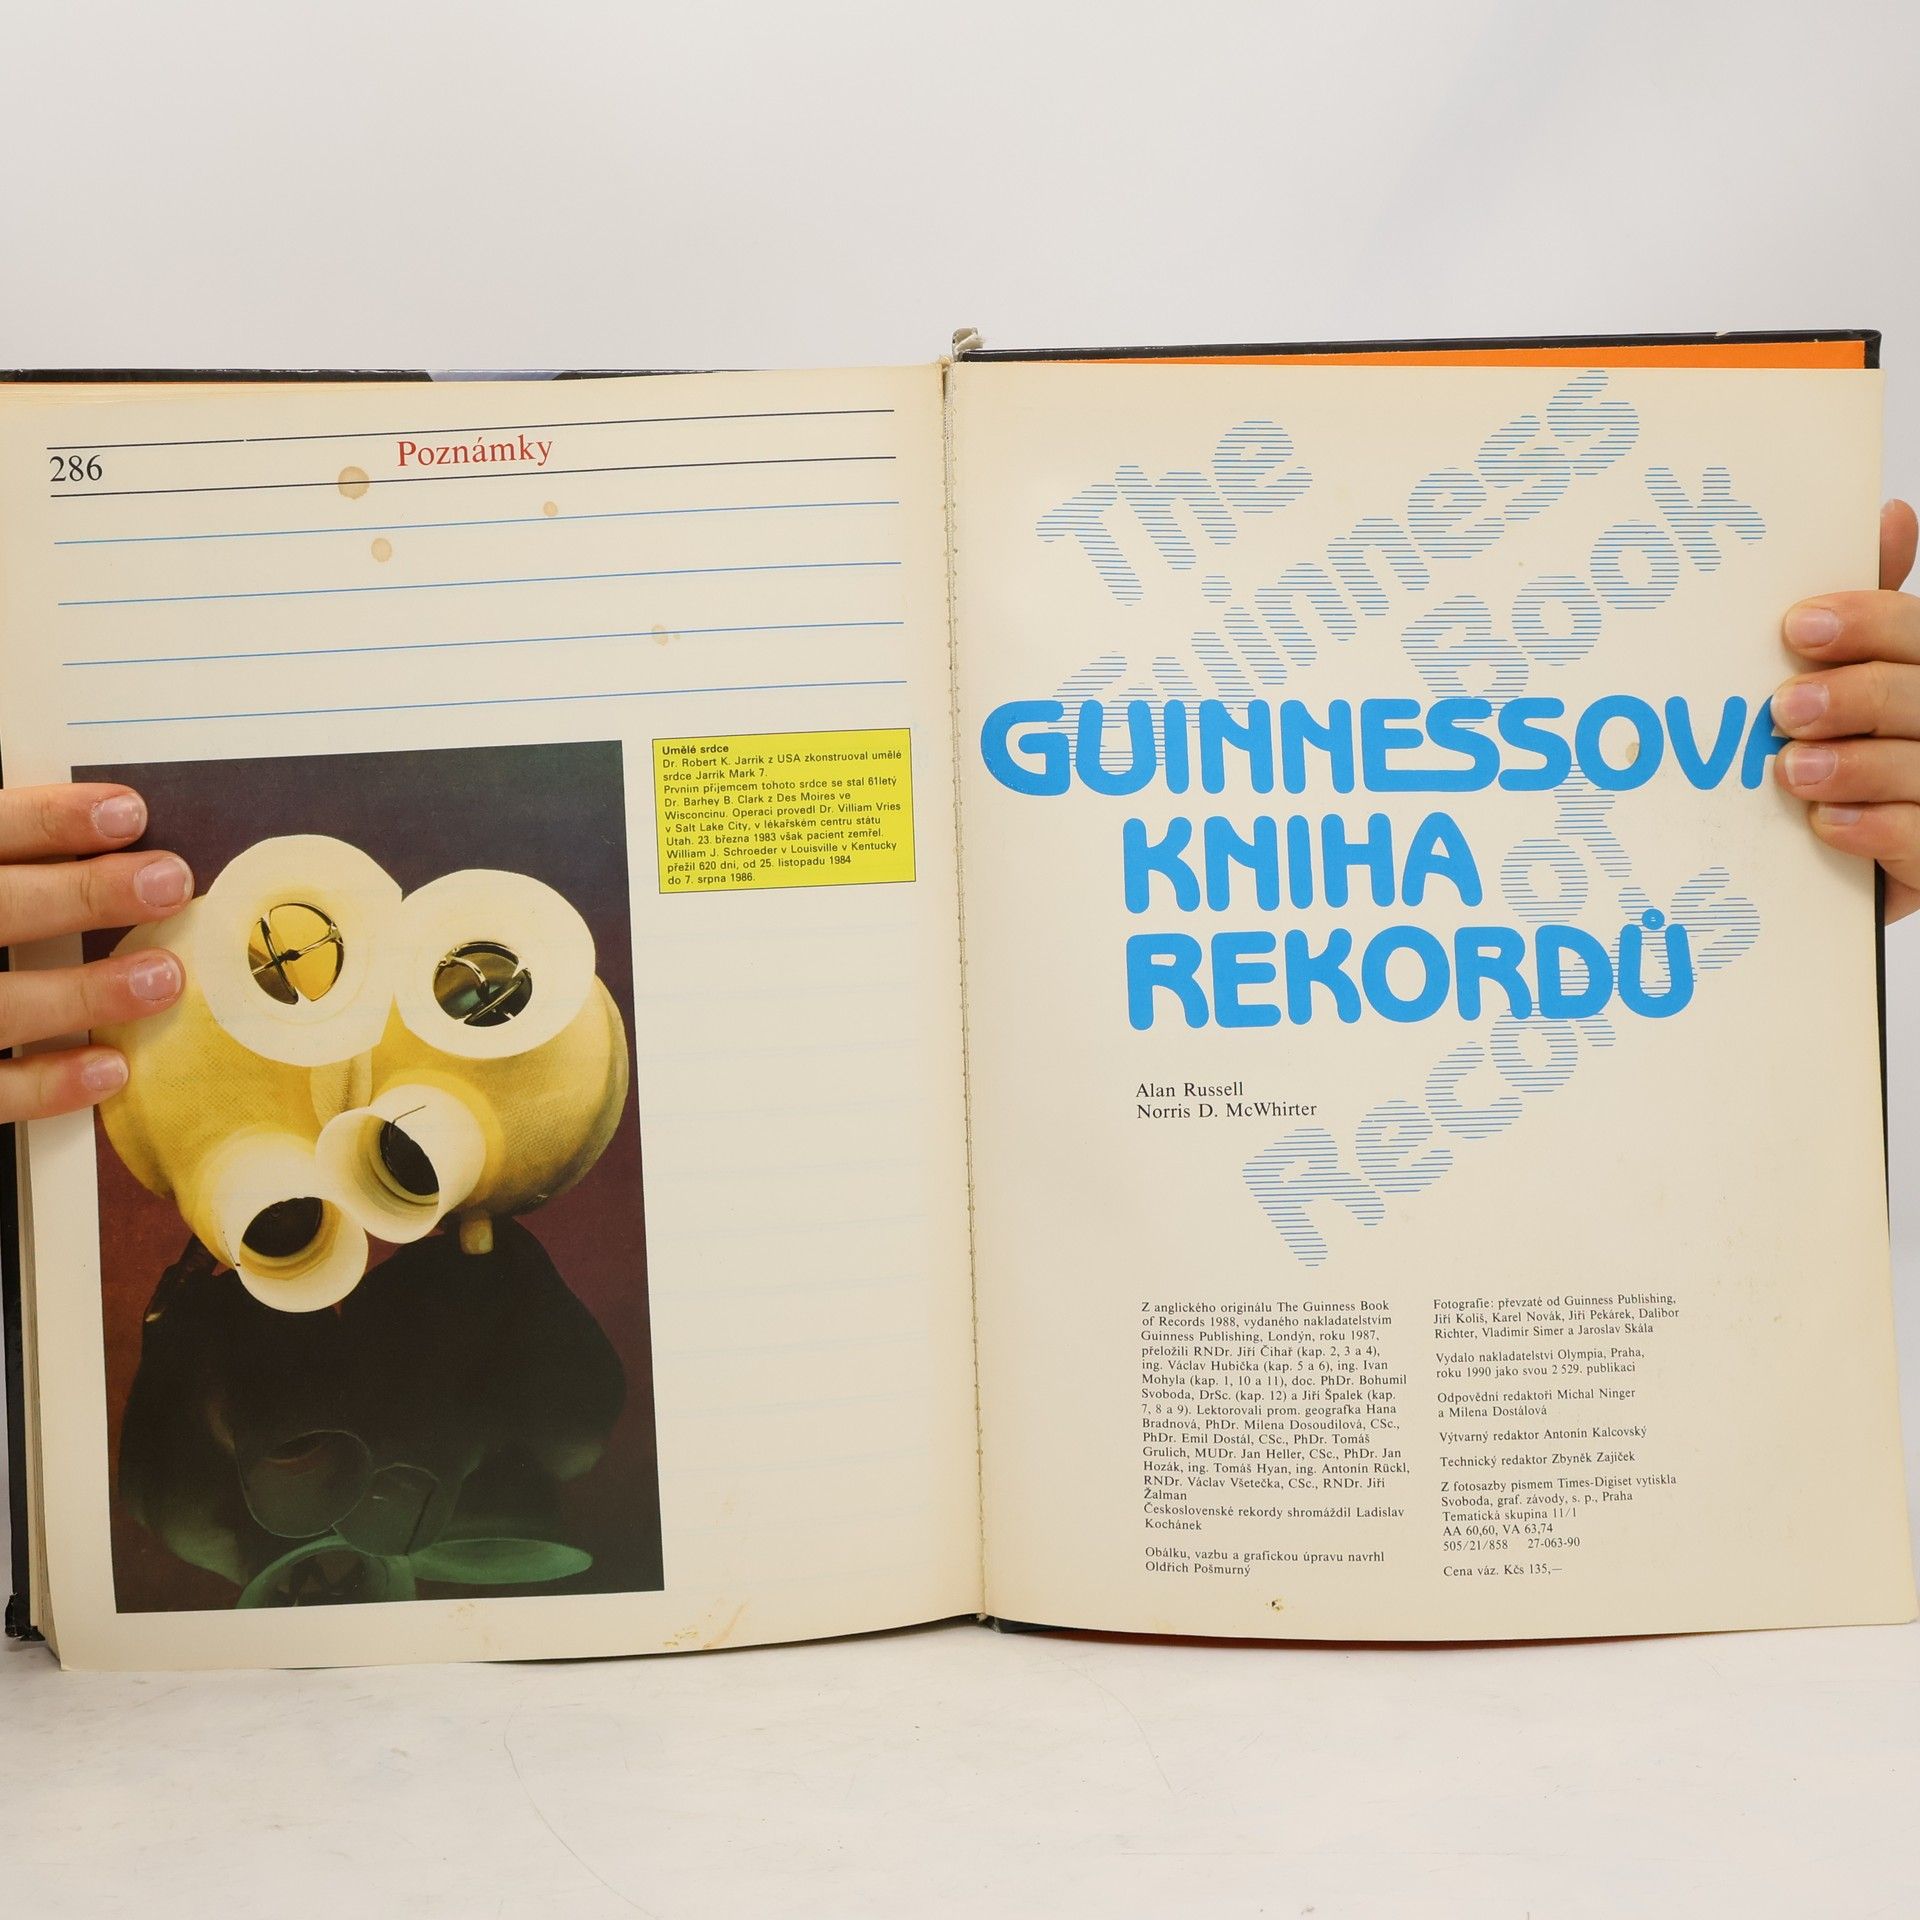 286
Poznámky
Umělé srdce
Dr. Robert K. Jarrik z USA zkonstruoval umělé
srdce Jarrik Mark 7.
Prvním příjemcem tohoto srdce se stal 61letý
Dr. Barhey B. Clark z Des Moires ve
Wisconcinu. Operaci provedl Dr. Villiam Vries
v Salt Lake City, v lékařském centru státu
Utah. 23. března 1983 však pacient zemřel.
William J. Schroeder v Louisville v Kentucky
přežil 620 dní, od 25. listopadu 1984
do 7. srpna 1986.
The
Guinness
Book
of
Records
GUINNESSOVA
KNIHA
REKORDŮ
Alan Russell
Norris D. McWhirter
Z anglického originálu The Guinness Book
of Records 1988, vydaného nakladatelstvím
Guinness Publishing, Londýn, roku 1987,
přeložili RNDr. Jiří Čihař (kap. 2, 3 a 4),
ing. Václav Hubička (kap. 5 a 6), ing. Ivan
Mohyla (kap. 1, 10 a 11), doc. PhDr. Bohumil
Svoboda, DrSc. (kap. 12) a Jiří Špalek (kap.
7, 8 a 9). Lektorovali prom. geografka Hana
Bradnová, PhDr. Milena Dosoudilová, CSc.,
PhDr. Emil Dostál, CSc., PhDr. Tomáš
Grulich, MUDr. Jan Heller, CSc., PhDr. Jan
Hozák, ing. Tomáš Hyan, ing. Antonín Rückl,
RNDr. Václav Všetečka, CSc., RNDr. Jiří
Žalman
Československé rekordy shromáždil Ladislav
Kochánek
Obálku, vazbu a grafickou úpravu navrhl
Oldřich Pošmurný
Fotografie: převzaté od Guinness Publishing,
Jiří Koliš, Karel Novák, Jiří Pekárek, Dalibor
Richter, Vladimír Simer a Jaroslav Skála
Vydalo nakladatelství Olympia, Praha,
roku 1990 jako svou 2 529. publikaci
Odpovědní redaktoři Michal Ninger
a Milena Dostálová
Výtvarný redaktor Antonín Kalcovský
Technický redaktor Zbyněk Zajíček
Z fotosazby písmem Times-Digiset vytiskla
Svoboda, graf. závody, s. p., Praha
Tematická skupina 11/1
AA 60,60, VA 63,74
505/21/858 27-063-90
Cena váz. Kčs 135,—